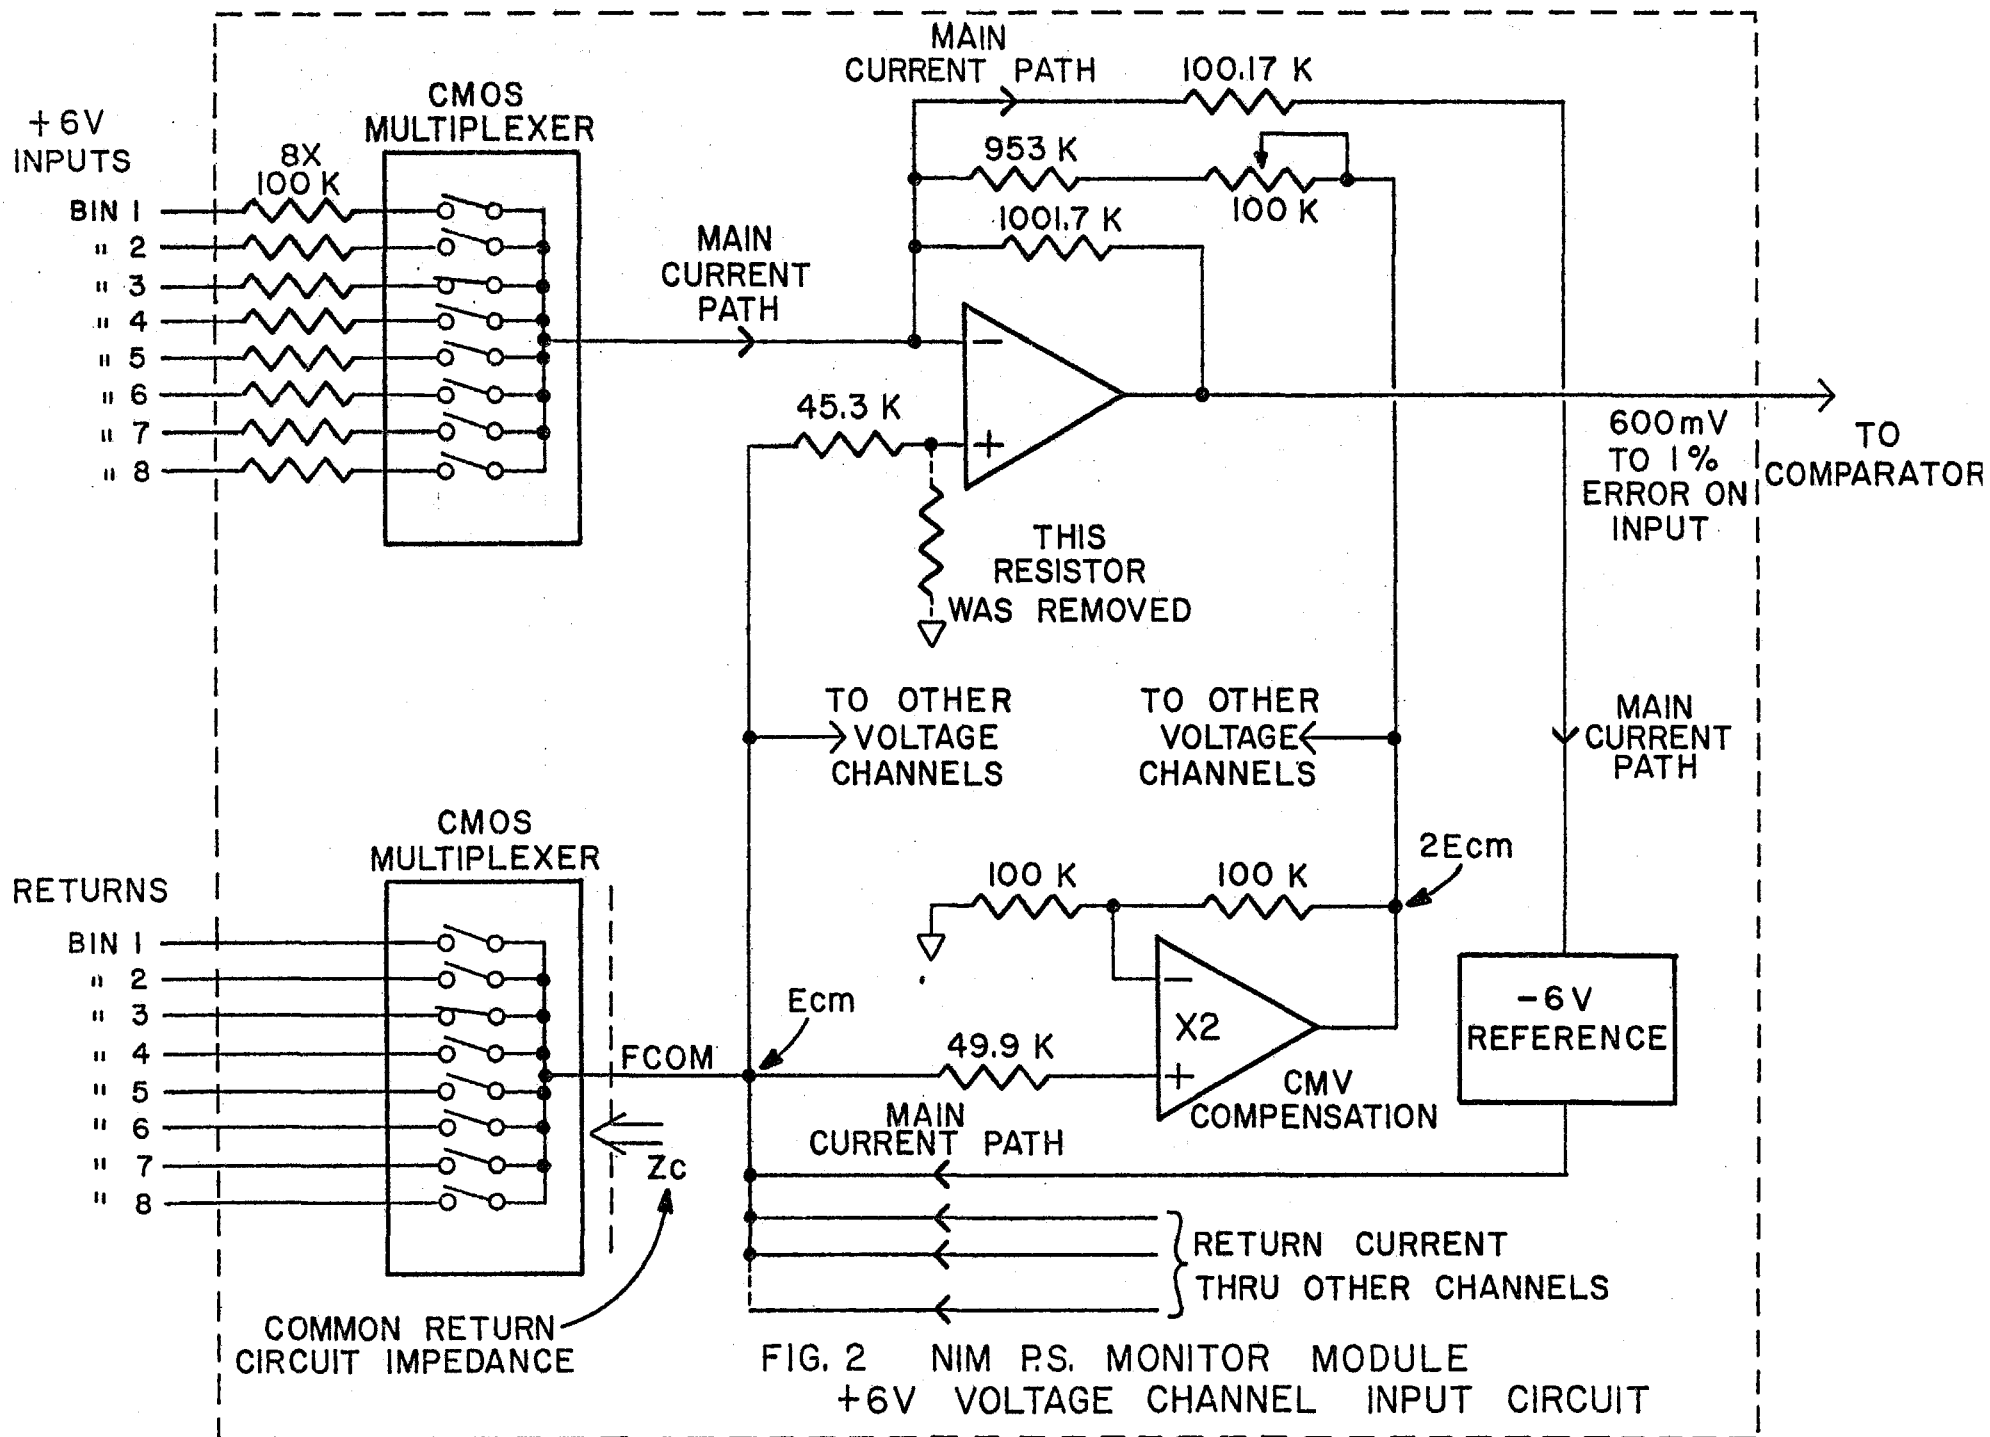 MAIN
CURRENT PATH
100.17 K
CMOS
MULTIPLEXER
+6V
INPUTS
8X
100 K
953 K
100 K
1001.7 K
BIN 1
" 2
" 3
" 4
" 5
" 6
" 7
" 8
MAIN
CURRENT
PATH
−
+
45.3 K
600mV
TO 1%
ERROR ON
INPUT
TO
COMPARATOR
THIS
RESISTOR
WAS REMOVED
TO OTHER
VOLTAGE
CHANNELS
TO OTHER
VOLTAGE
CHANNELS
MAIN
CURRENT
PATH
CMOS
MULTIPLEXER
RETURNS
BIN 1
" 2
" 3
" 4
" 5
" 6
" 7
" 8
100 K
100 K
2Ecm
Ecm
FCOM
49.9 K
−
X2
+
CMV
COMPENSATION
-6V
REFERENCE
MAIN
CURRENT PATH
Zc
RETURN CURRENT
THRU OTHER CHANNELS
COMMON RETURN
CIRCUIT IMPEDANCE
FIG. 2 NIM P.S. MONITOR MODULE
+6V VOLTAGE CHANNEL INPUT CIRCUIT